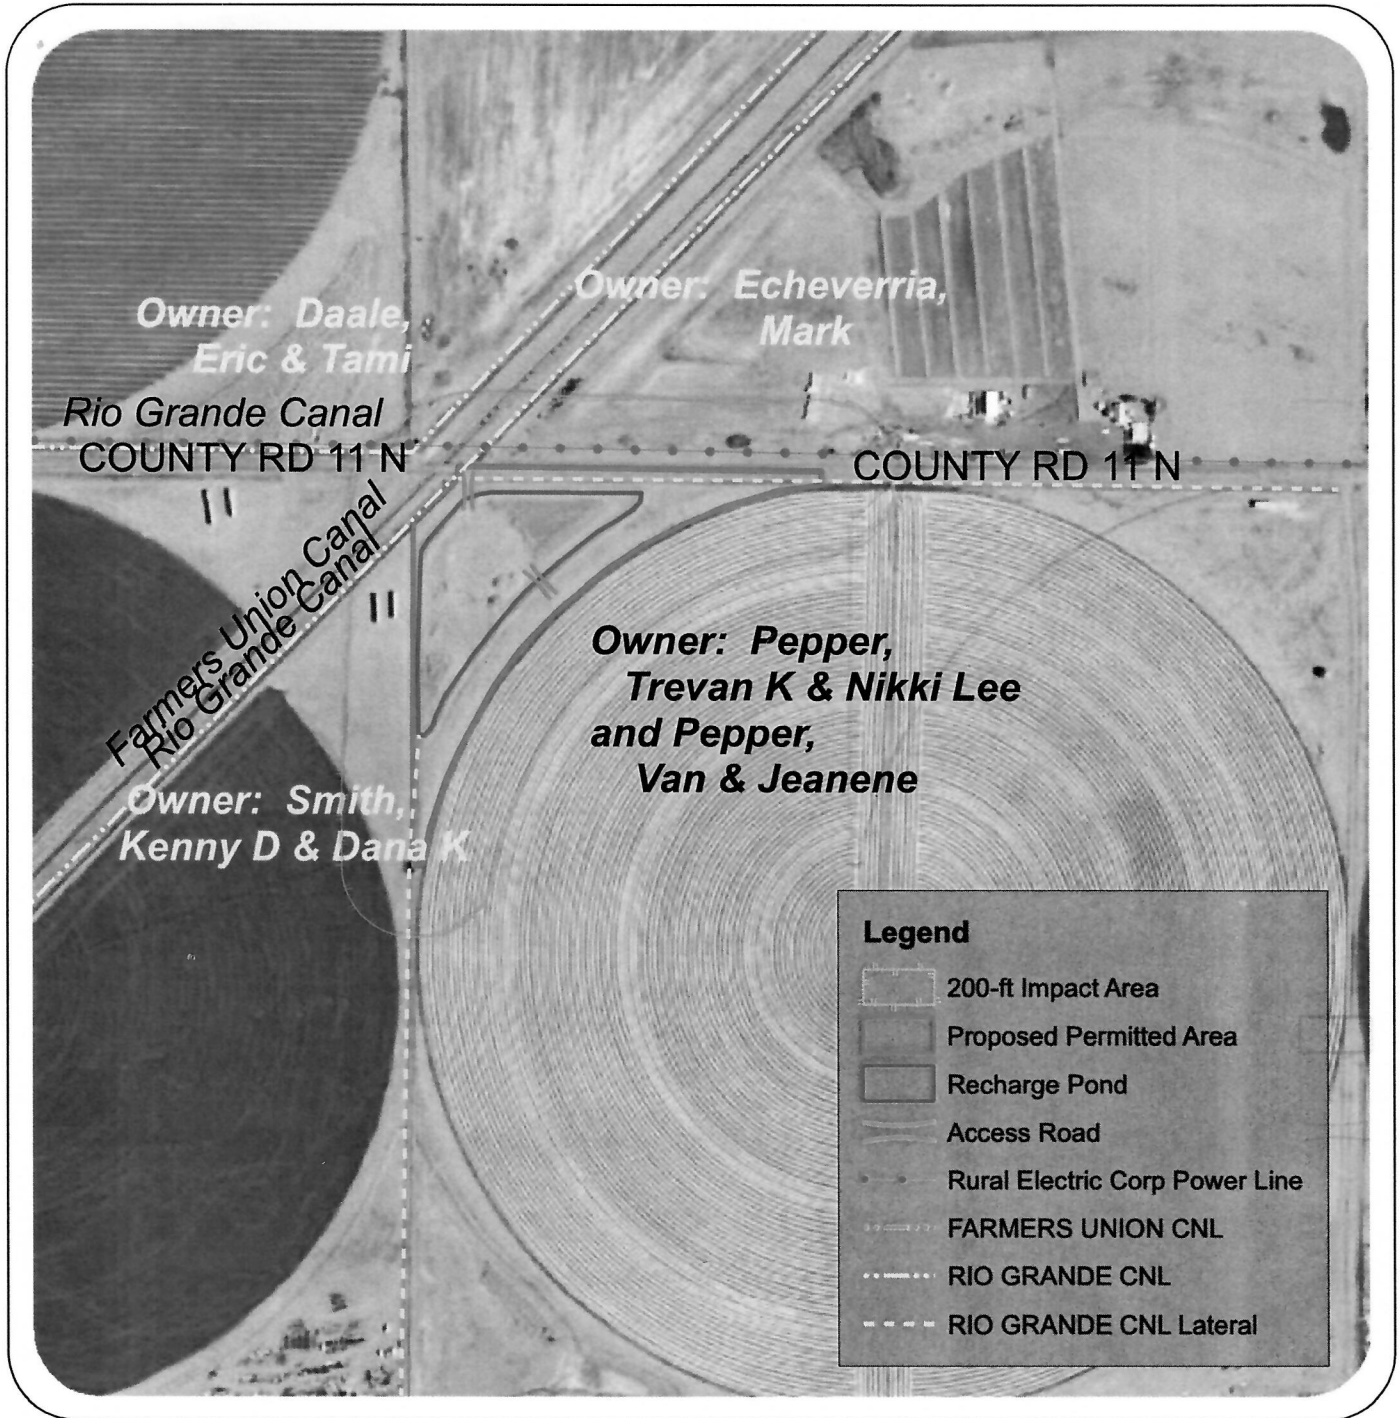 Owner: Echeverria,
Mark
Owner: Daale,
Eric & Tami
Rio Grande Canal
COUNTY RD 11 N
COUNTY RD 11 N
Farmers Union Canal
Rio Grande Canal
Owner: Pepper,
Trevan K & Nikki Lee
and Pepper,
Van & Jeanene
Owner: Smith,
Kenny D & Dana K
Legend
200-ft Impact Area
Proposed Permitted Area
Recharge Pond
Access Road
Rural Electric Corp Power Line
FARMERS UNION CNL
RIO GRANDE CNL
RIO GRANDE CNL Lateral